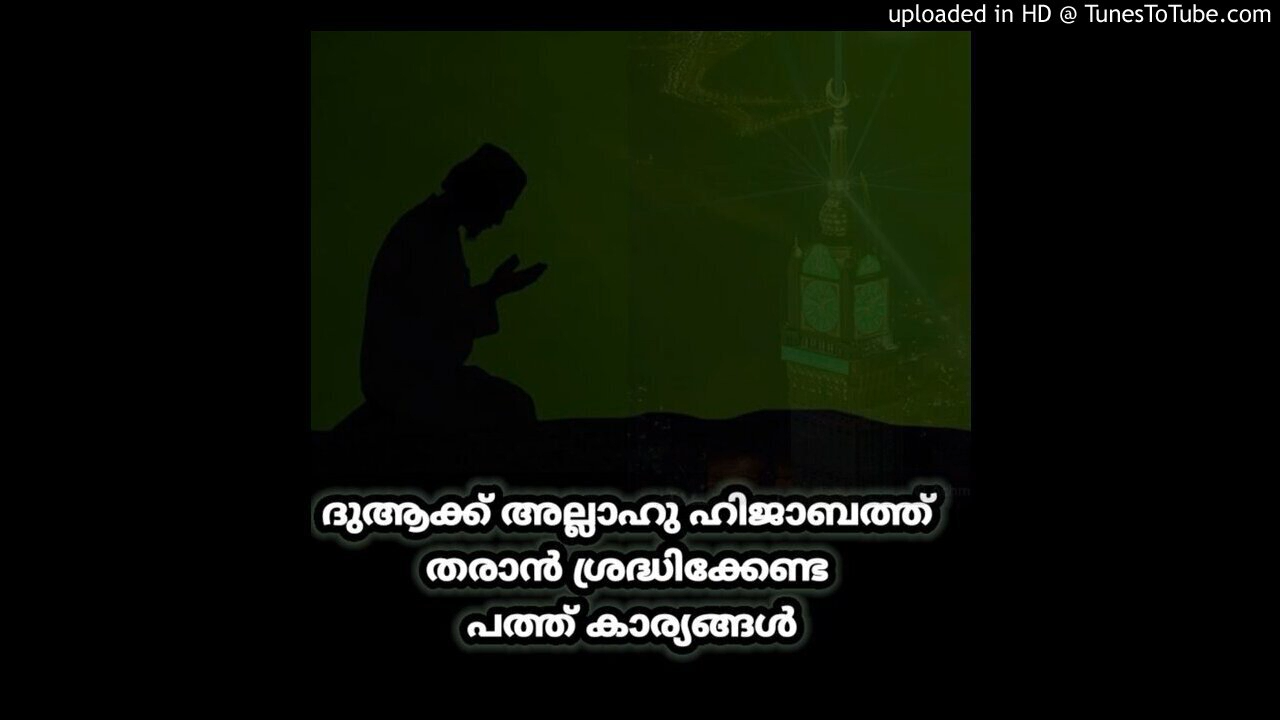 uploaded in HD @ TunesToTube.com
ദുആക്ക് അല്ലാഹു ഹിജാബത്ത്
തരാൻ ശ്രദ്ധിക്കേണ്ട
പത്ത് കാര്യങ്ങൾ